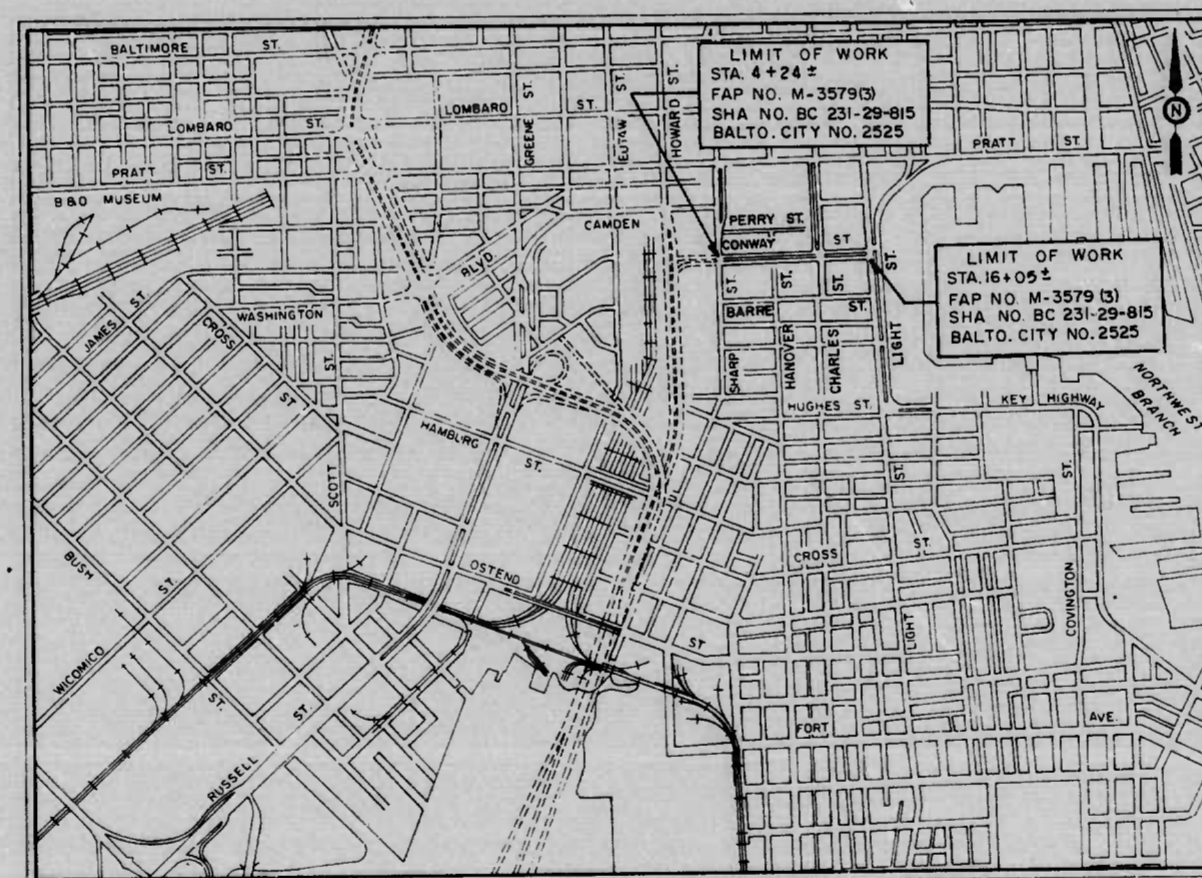 BALTIMORE ST.
LIMIT OF WORK
STA. 4+24 ±
FAP NO. M-3579(3)
SHA NO. BC 231-29-815
BALTO. CITY NO. 2525
N
LOMBARD ST.
LOMBARD ST.
GREENE ST.
EUTAW ST.
HOWARD ST.
PRATT ST.
PRATT ST.
B & O MUSEUM
CAMDEN
PERRY ST.
CONWAY ST
LIMIT OF WORK
STA. 16+05 ±
FAP NO. M-3579 (3)
SHA NO. BC 231-29-815
BALTO. CITY NO. 2525
BLVD.
WASHINGTON
BARRE ST.
JAMES ST
CROSS ST
ST.
SHARP ST.
HANOVER ST.
CHARLES ST.
LIGHT ST.
HUGHES ST.
KEY HIGHWAY
NORTHWEST
BRANCH
HAMBURG ST.
SCOTT
ST.
CROSS ST.
OSTEND ST
BUSH ST.
LIGHT
COVINGTON ST.
WICOMICO ST.
RUSSELL ST.
FORT AVE.